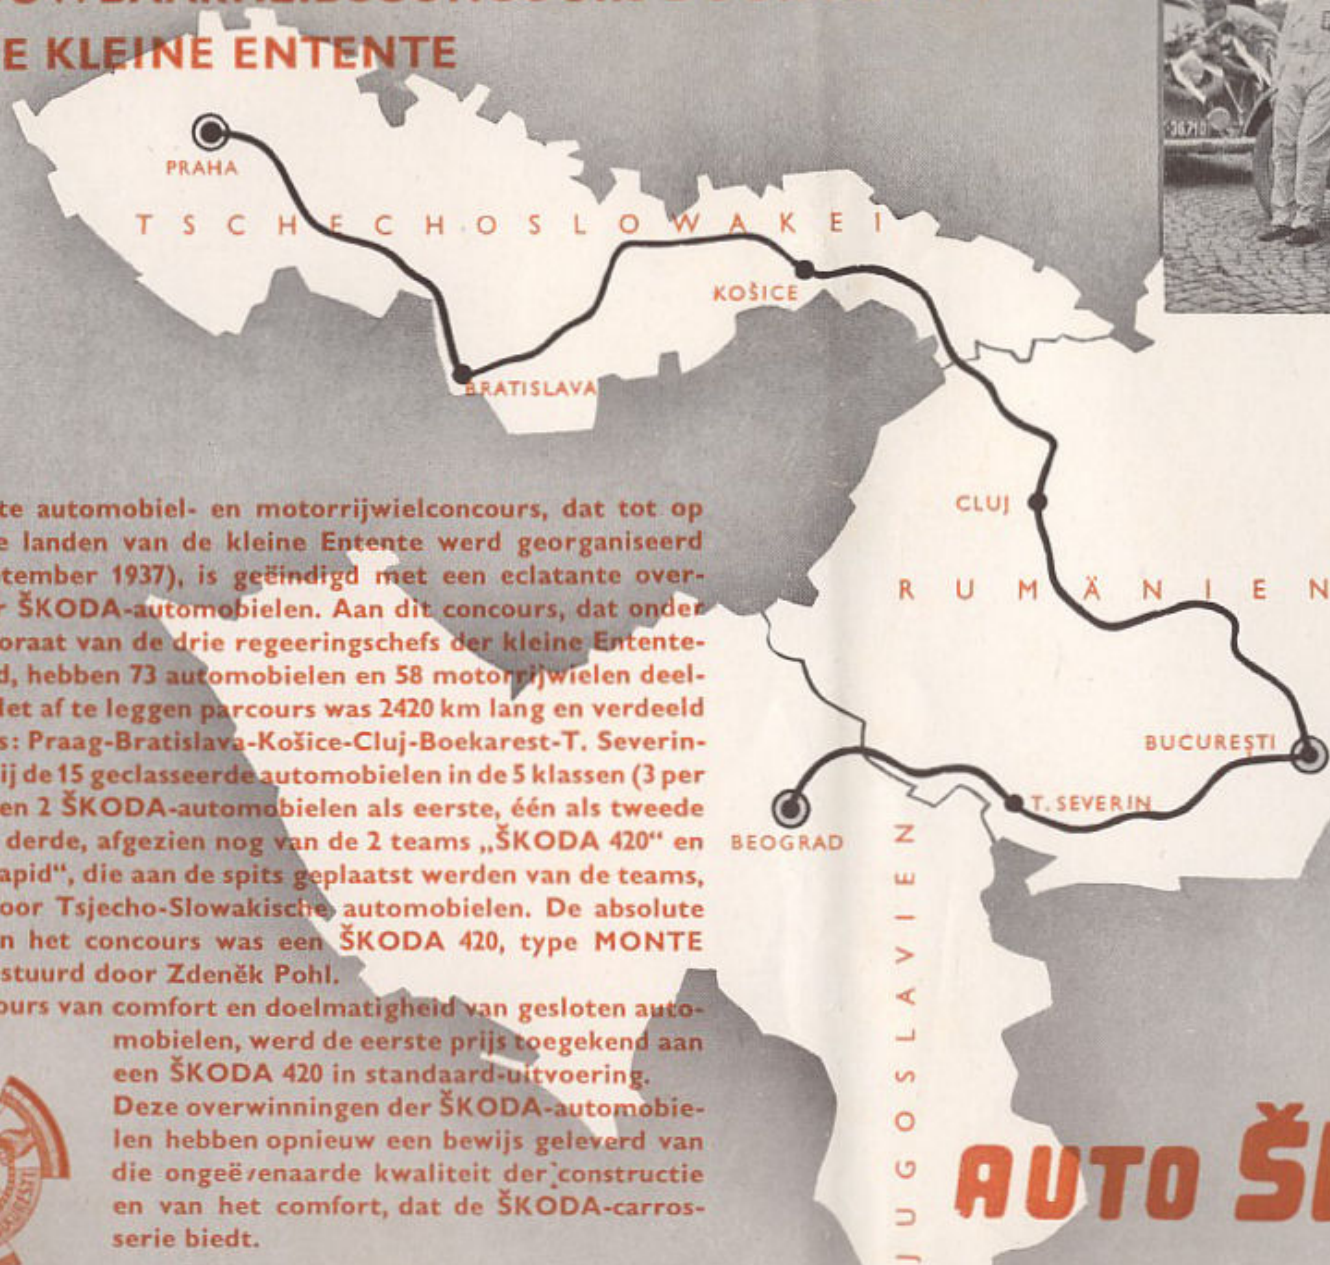 E KLEINE ENTENTE
PRAHA
TSCHECHOSLOWAKEI
KOŠICE
BRATISLAVA
CLUJ
RUMÄNIEN
BUCUREȘTI
T. SEVERIN
BEOGRAD
JUGOSLAVIEN
36.710
te automobiel- en motorrijwielconcours, dat tot op
e landen van de kleine Entente werd georganiseerd
tember 1937), is geëindigd met een eclatante over-
r ŠKODA-automobielen. Aan dit concours, dat onder
oraat van de drie regeeringschefs der kleine Entente-
d, hebben 73 automobielen en 58 motorrijwielen deel-
let af te leggen parcours was 2420 km lang en verdeeld
s: Praag-Bratislava-Košice-Cluj-Boekarest-T. Severin-
ij de 15 geclasseerde automobielen in de 5 klassen (3 per
en 2 ŠKODA-automobielen als eerste, één als tweede
derde, afgezien nog van de 2 teams „ŠKODA 420“ en
apid“, die aan de spits geplaatst werden van de teams,
oor Tsjecho-Slowakische automobielen. De absolute
n het concours was een ŠKODA 420, type MONTE
stuurd door Zdeněk Pohl.
ours van comfort en doelmatigheid van gesloten auto-
mobielen, werd de eerste prijs toegekend aan
een ŠKODA 420 in standaard-uitvoering.
Deze overwinningen der ŠKODA-automobie-
len hebben opnieuw een bewijs geleverd van
die ongeëvenaarde kwaliteit der constructie
en van het comfort, dat de ŠKODA-carros-
serie biedt.
AUTO Š